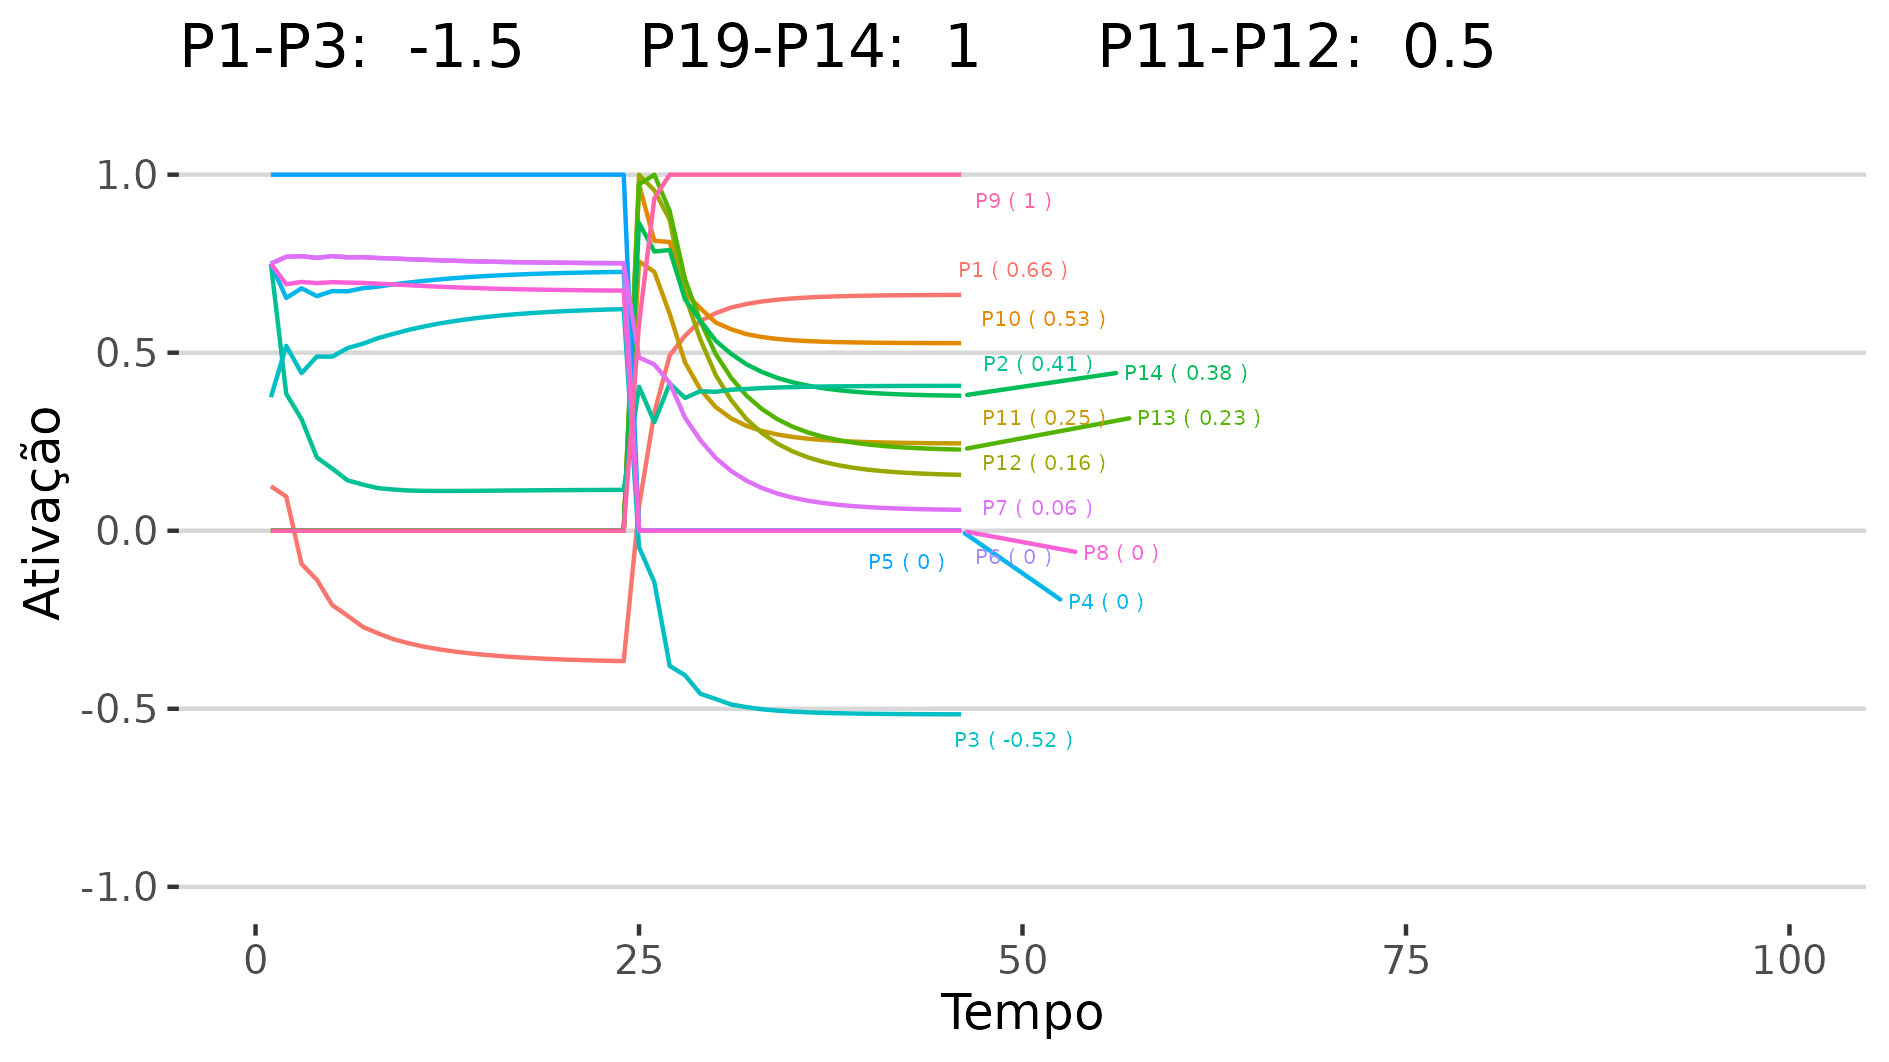 P1-P3: -1.5 P19-P14: 1 P11-P12: 0.5
1.0
0.5
0.0
-0.5
-1.0
Ativação
P9 ( 1 )
P1 ( 0.66 )
P10 ( 0.53 )
P2 ( 0.41 )
P14 ( 0.38 )
P11 ( 0.25 )
P13 ( 0.23 )
P12 ( 0.16 )
P7 ( 0.06 )
P5 ( 0 )
P6 ( 0 )
P8 ( 0 )
P4 ( 0 )
P3 ( -0.52 )
0 25 50 75 100
Tempo